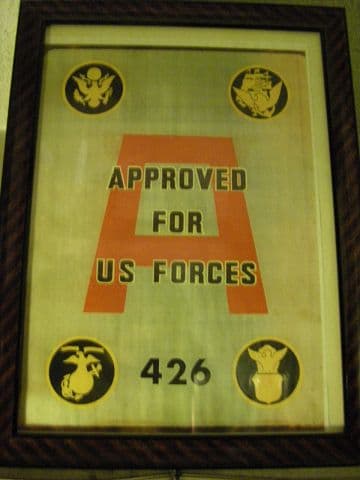 A
APPROVED
FOR
US FORCES
426